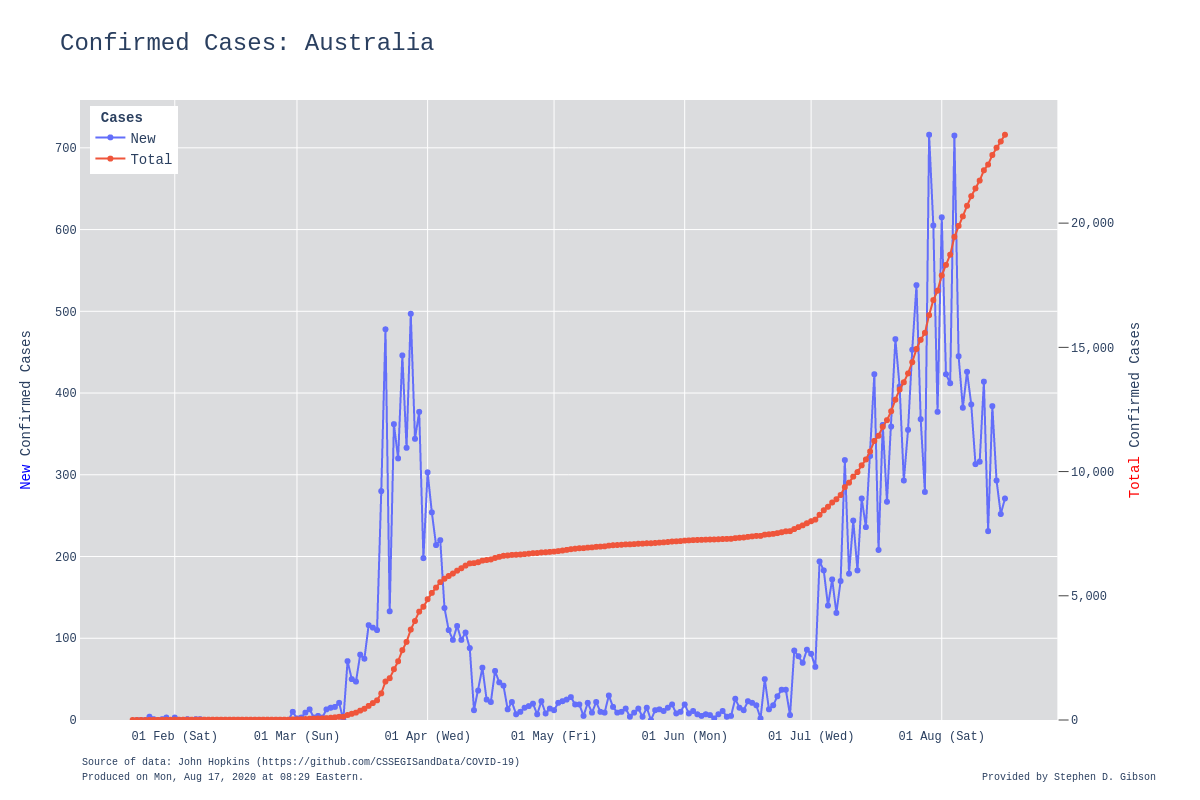 Confirmed Cases: Australia
Cases
New
Total
700
600
500
400
300
200
100
0
20,000
15,000
10,000
5,000
0
New Confirmed Cases
Total Confirmed Cases
01 Feb (Sat)
01 Mar (Sun)
01 Apr (Wed)
01 May (Fri)
01 Jun (Mon)
01 Jul (Wed)
01 Aug (Sat)
Source of data: John Hopkins (https://github.com/CSSEGISandData/COVID-19)
Produced on Mon, Aug 17, 2020 at 08:29 Eastern.
Provided by Stephen D. Gibson